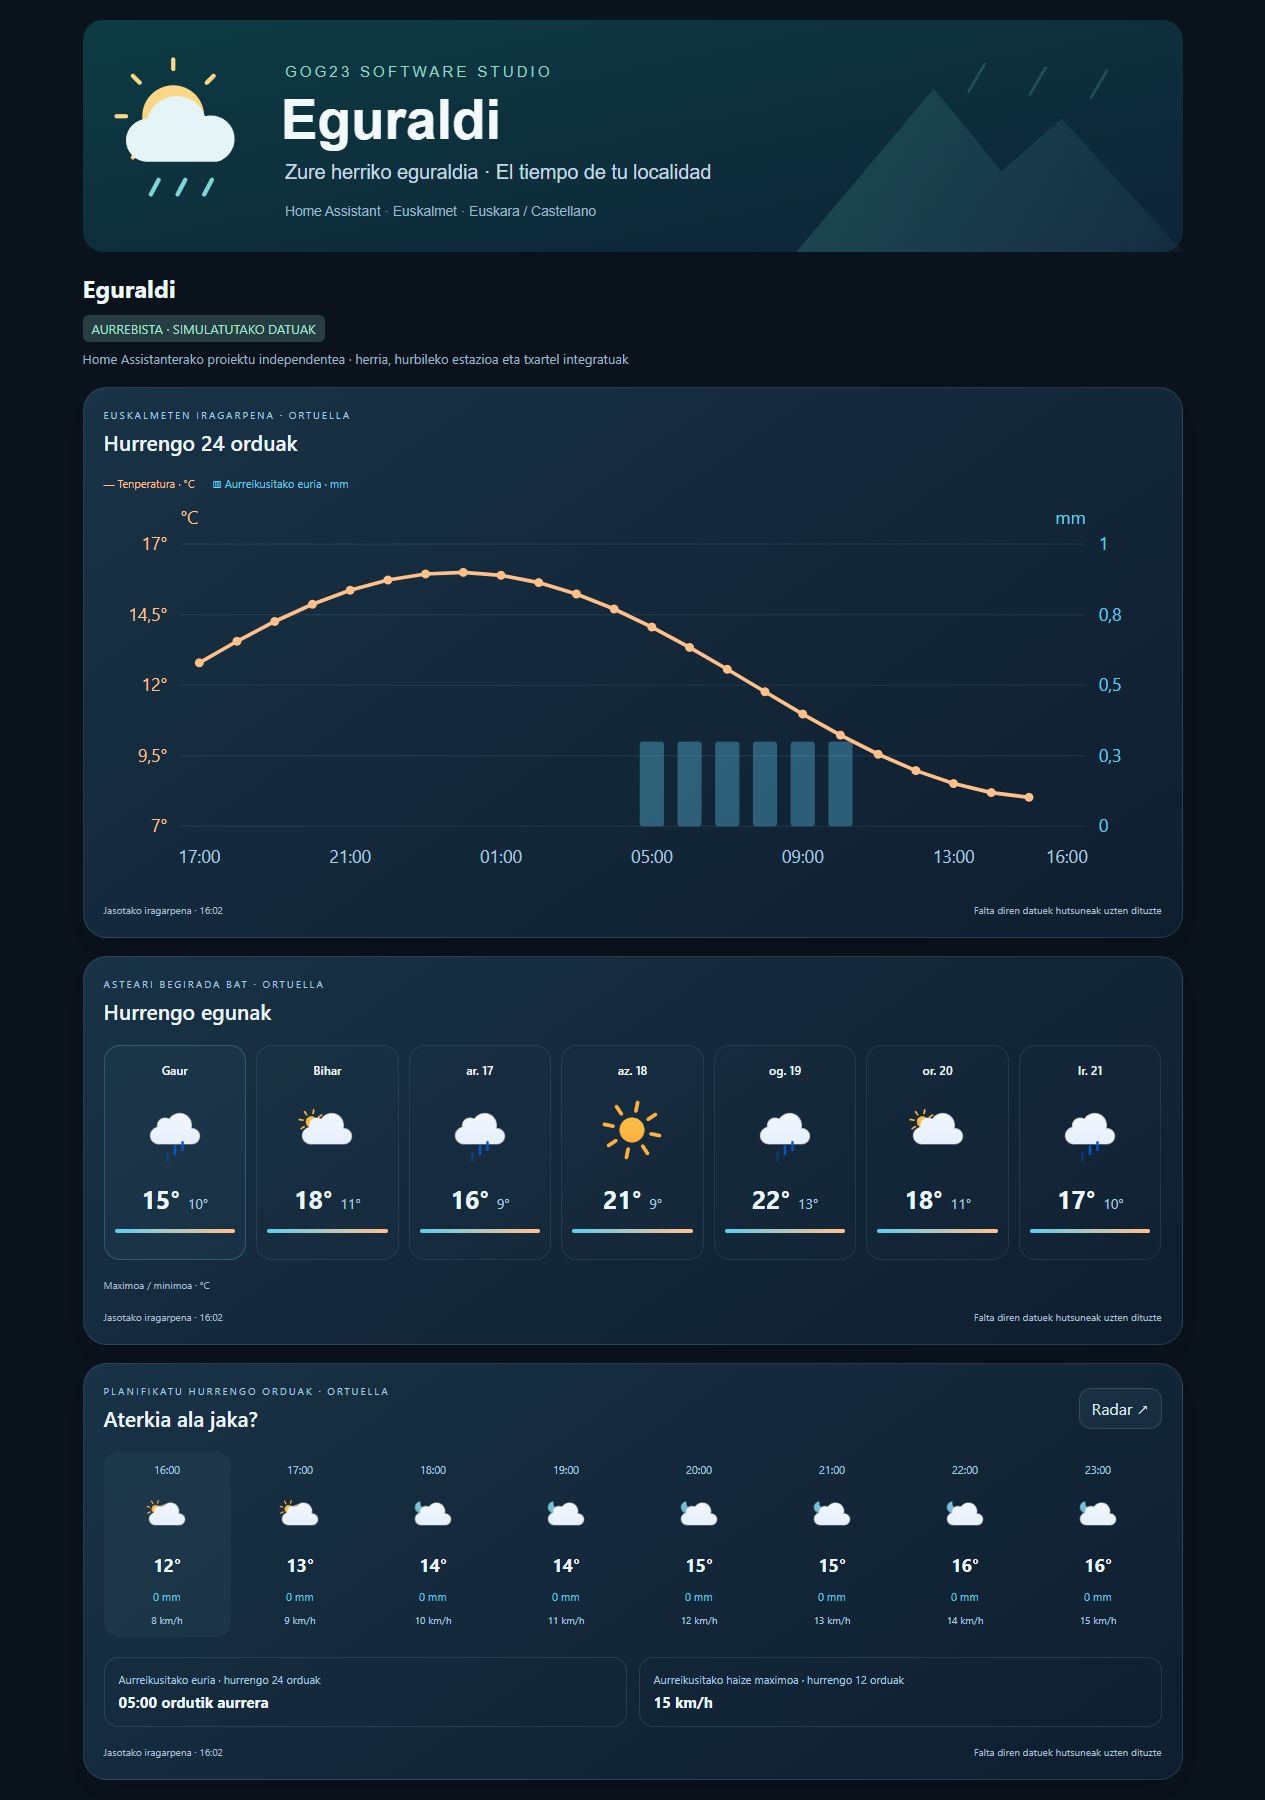 GOG23 SOFTWARE STUDIO
Eguraldi
Zure herriko eguraldia · El tiempo de tu localidad
Home Assistant · Euskalmet · Euskara / Castellano
Eguraldi
AURREBISTA · SIMULATUTAKO DATUAK
Home Assistanterako proiektu independentea · herria, hurbileko estazioa eta txartel integratuak
EUSKALMETEN IRAGARPENA · ORTUELLA
Hurrengo 24 orduak
— Tenperatura · °C ▥ Aurreikusitako euria · mm
°C mm
17° 1
14,5° 0,8
12° 0,5
9,5° 0,3
7° 0
17:00 21:00 01:00 05:00 09:00 13:00 16:00
Jasotako iragarpena · 16:02 Falta diren datuek hutsuneak uzten dituzte
ASTEARI BEGIRADA BAT · ORTUELLA
Hurrengo egunak
Gaur Bihar ar. 17 az. 18 og. 19 or. 20 lr. 21
15° 10° 18° 11° 16° 9° 21° 9° 22° 13° 18° 11° 17° 10°
Maximoa / minimoa · °C
Jasotako iragarpena · 16:02 Falta diren datuek hutsuneak uzten dituzte
PLANIFIKATU HURRENGO ORDUAK · ORTUELLA
Aterkia ala jaka?
Radar ↗
16:00 17:00 18:00 19:00 20:00 21:00 22:00 23:00
12° 13° 14° 14° 15° 15° 16° 16°
0 mm 0 mm 0 mm 0 mm 0 mm 0 mm 0 mm 0 mm
8 km/h 9 km/h 10 km/h 11 km/h 12 km/h 13 km/h 14 km/h 15 km/h
Aurreikusitako euria · hurrengo 24 orduak
05:00 ordutik aurrera
Aurreikusitako haize maximoa · hurrengo 12 orduak
15 km/h
Jasotako iragarpena · 16:02 Falta diren datuek hutsuneak uzten dituzte